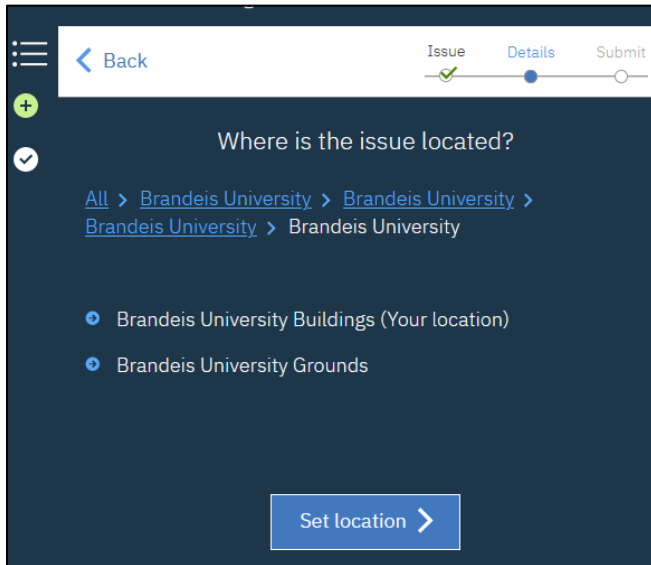 Back
Issue Details Submit
Where is the issue located?
All > Brandeis University > Brandeis University >
Brandeis University > Brandeis University
Brandeis University Buildings (Your location)
Brandeis University Grounds
Set location